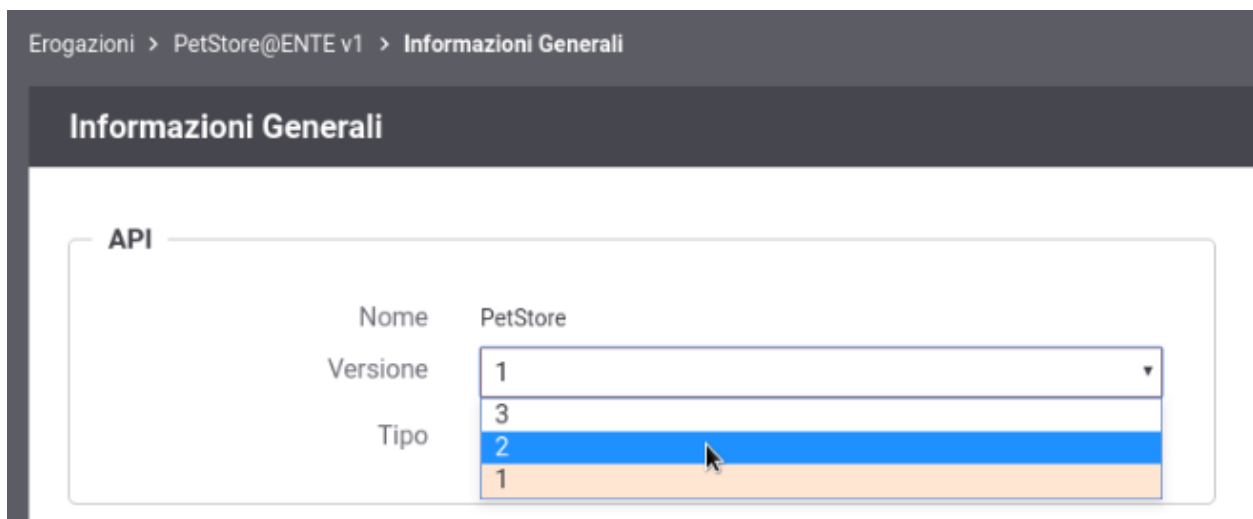 Erogazioni > PetStore@ENTE v1 > Informazioni Generali
Informazioni Generali
API
Nome PetStore
Versione 1
3
Tipo
2
1